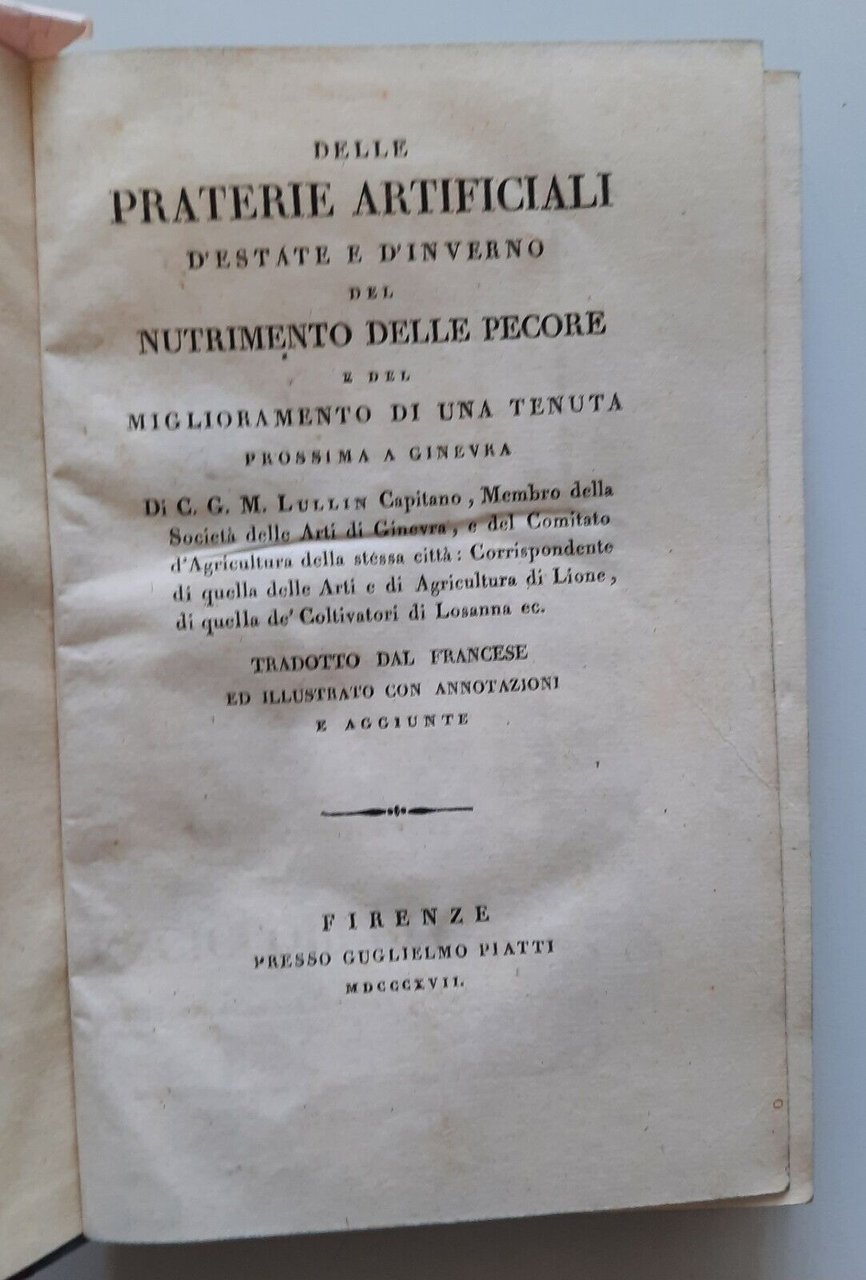 DELLE
PRATERIE ARTIFICIALI
D'ESTATE E D'INVERNO
DEL
NUTRIMENTO DELLE PECORE
E DEL
MIGLIORAMENTO DI UNA TENUTA
PROSSIMA A GINEVRA
Di C. G. M. LULLIN Capitano, Membro della
Società delle Arti di Ginevra, e del Comitato
d'Agricultura della stessa città: Corrispondente
di quella delle Arti e di Agricultura di Lione,
di quella de' Coltivatori di Losanna ec.
TRADOTTO DAL FRANCESE
ED ILLUSTRATO CON ANNOTAZIONI
E AGGIUNTE
FIRENZE
PRESSO GUGLIELMO PIATTI
MDCCCXVII.